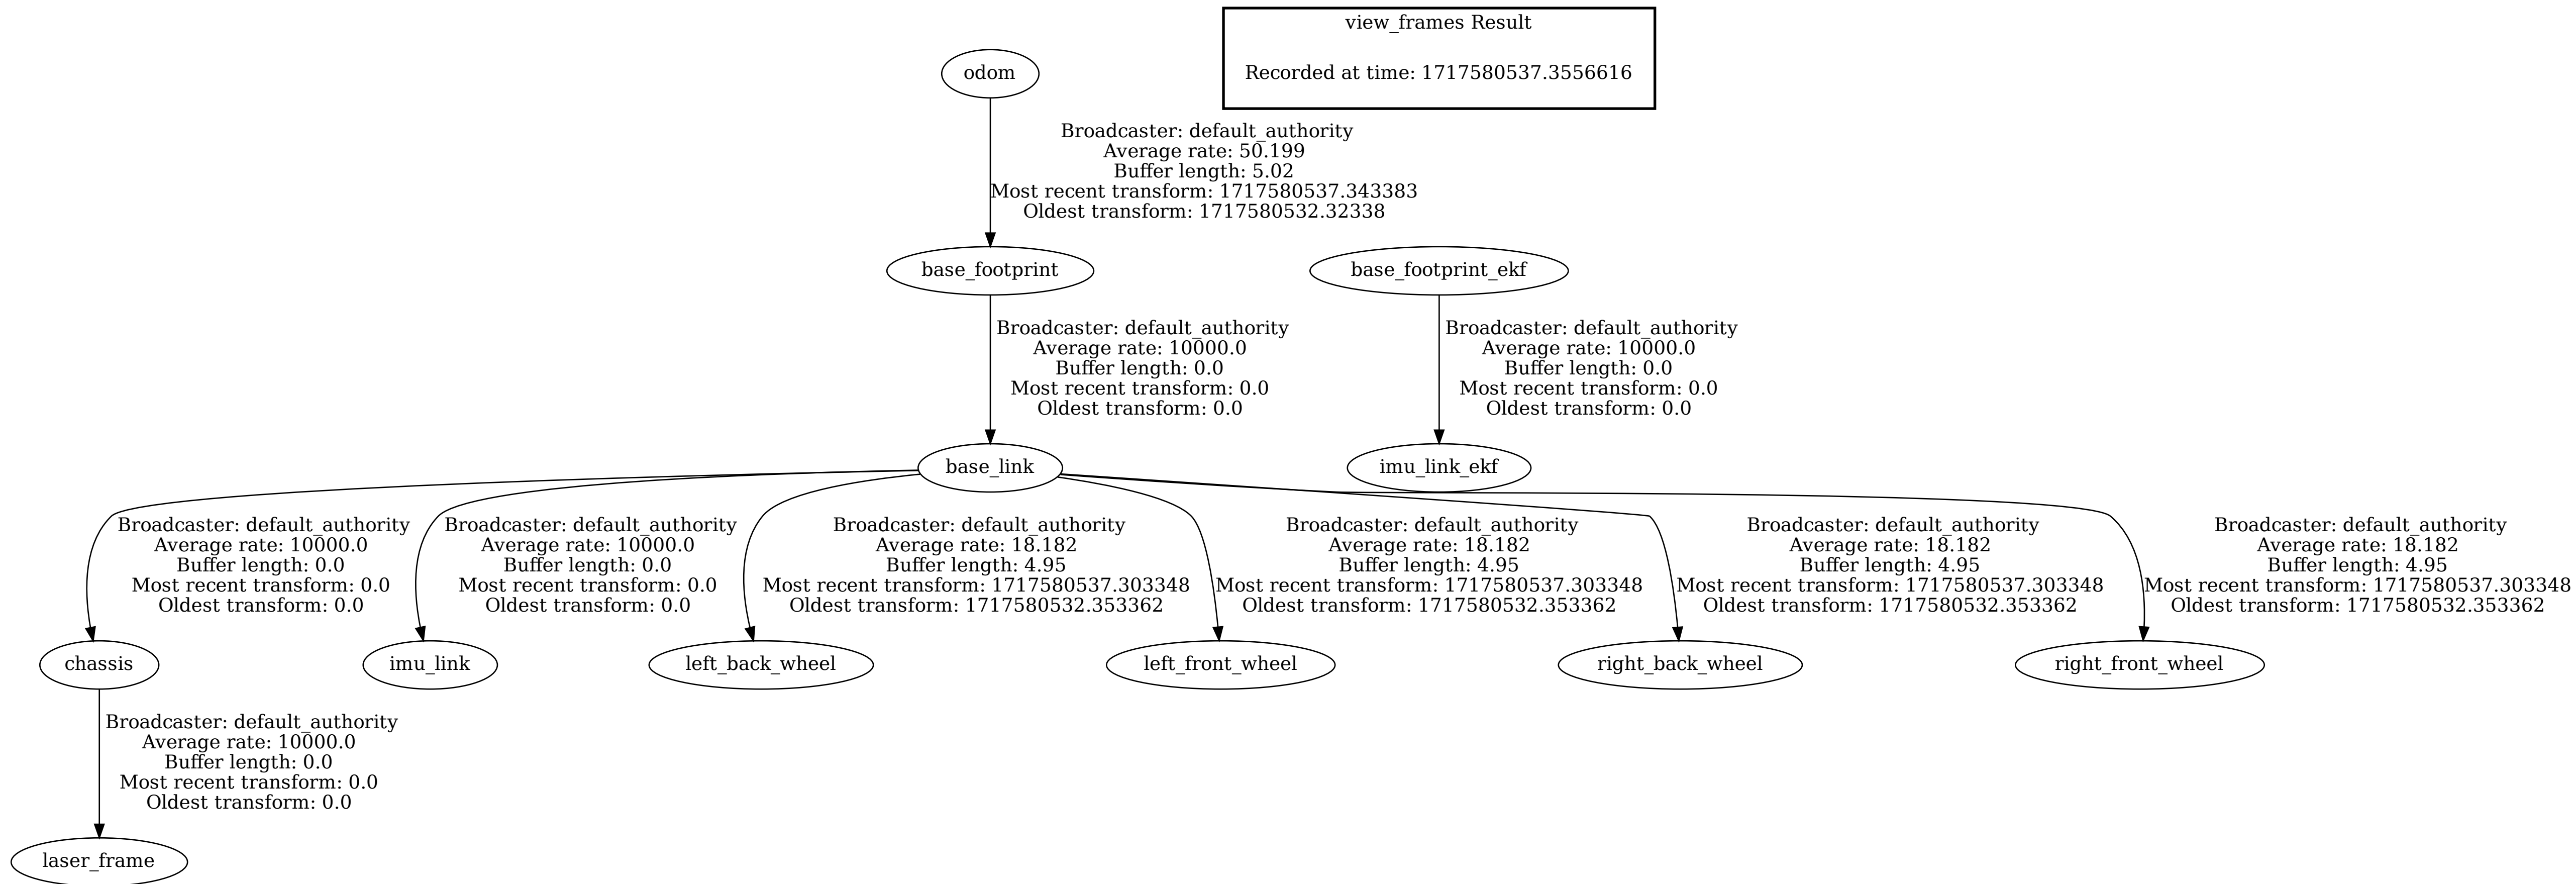 view_frames Result
Recorded at time: 1717580537.3556616
odom
Broadcaster: default_authority
Average rate: 50.199
Buffer length: 5.02
Most recent transform: 1717580537.343383
Oldest transform: 1717580532.32338
base_footprint
base_footprint_ekf
Broadcaster: default_authority
Average rate: 10000.0
Buffer length: 0.0
Most recent transform: 0.0
Oldest transform: 0.0
Broadcaster: default_authority
Average rate: 10000.0
Buffer length: 0.0
Most recent transform: 0.0
Oldest transform: 0.0
base_link
imu_link_ekf
Broadcaster: default_authority
Average rate: 10000.0
Buffer length: 0.0
Most recent transform: 0.0
Oldest transform: 0.0
Broadcaster: default_authority
Average rate: 10000.0
Buffer length: 0.0
Most recent transform: 0.0
Oldest transform: 0.0
Broadcaster: default_authority
Average rate: 18.182
Buffer length: 4.95
Most recent transform: 1717580537.303348
Oldest transform: 1717580532.353362
Broadcaster: default_authority
Average rate: 18.182
Buffer length: 4.95
Most recent transform: 1717580537.303348
Oldest transform: 1717580532.353362
Broadcaster: default_authority
Average rate: 18.182
Buffer length: 4.95
Most recent transform: 1717580537.303348
Oldest transform: 1717580532.353362
Broadcaster: default_authority
Average rate: 18.182
Buffer length: 4.95
Most recent transform: 1717580537.303348
Oldest transform: 1717580532.353362
chassis
imu_link
left_back_wheel
left_front_wheel
right_back_wheel
right_front_wheel
Broadcaster: default_authority
Average rate: 10000.0
Buffer length: 0.0
Most recent transform: 0.0
Oldest transform: 0.0
laser_frame